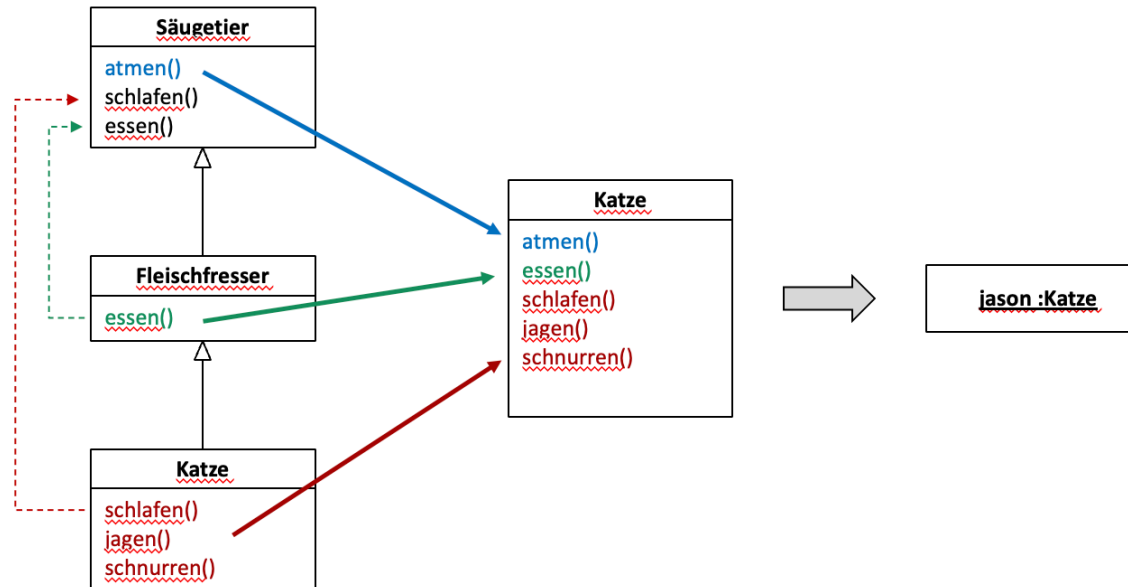 Säugetier
atmen()
schlafen()
essen()
Fleischfresser
essen()
Katze
schlafen()
jagen()
schnurren()
Katze
atmen()
essen()
schlafen()
jagen()
schnurren()
jason :Katze